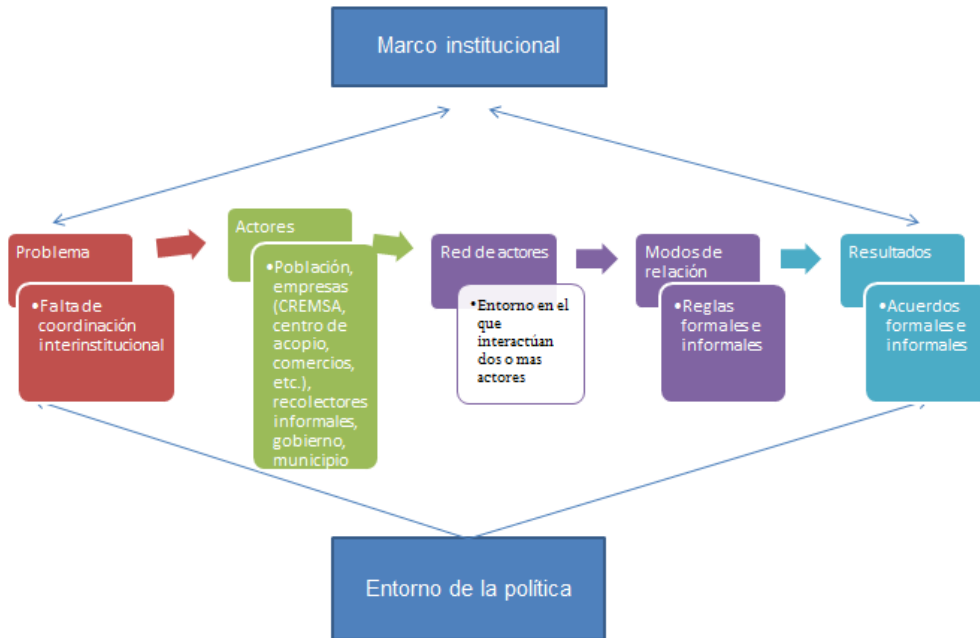 Marco institucional
Problema
•Falta de
coordinación
interinstitucional
Actores
•Población,
empresas
(CREMSA,
centro de
acopio,
comercios,
etc.),
recolectores
informales,
gobierno,
municipio
Red de actores
•Entorno en el
que
interactúan
dos o mas
actores
Modos de
relación
•Reglas
formales e
informales
Resultados
•Acuerdos
formales e
informales
Entorno de la política